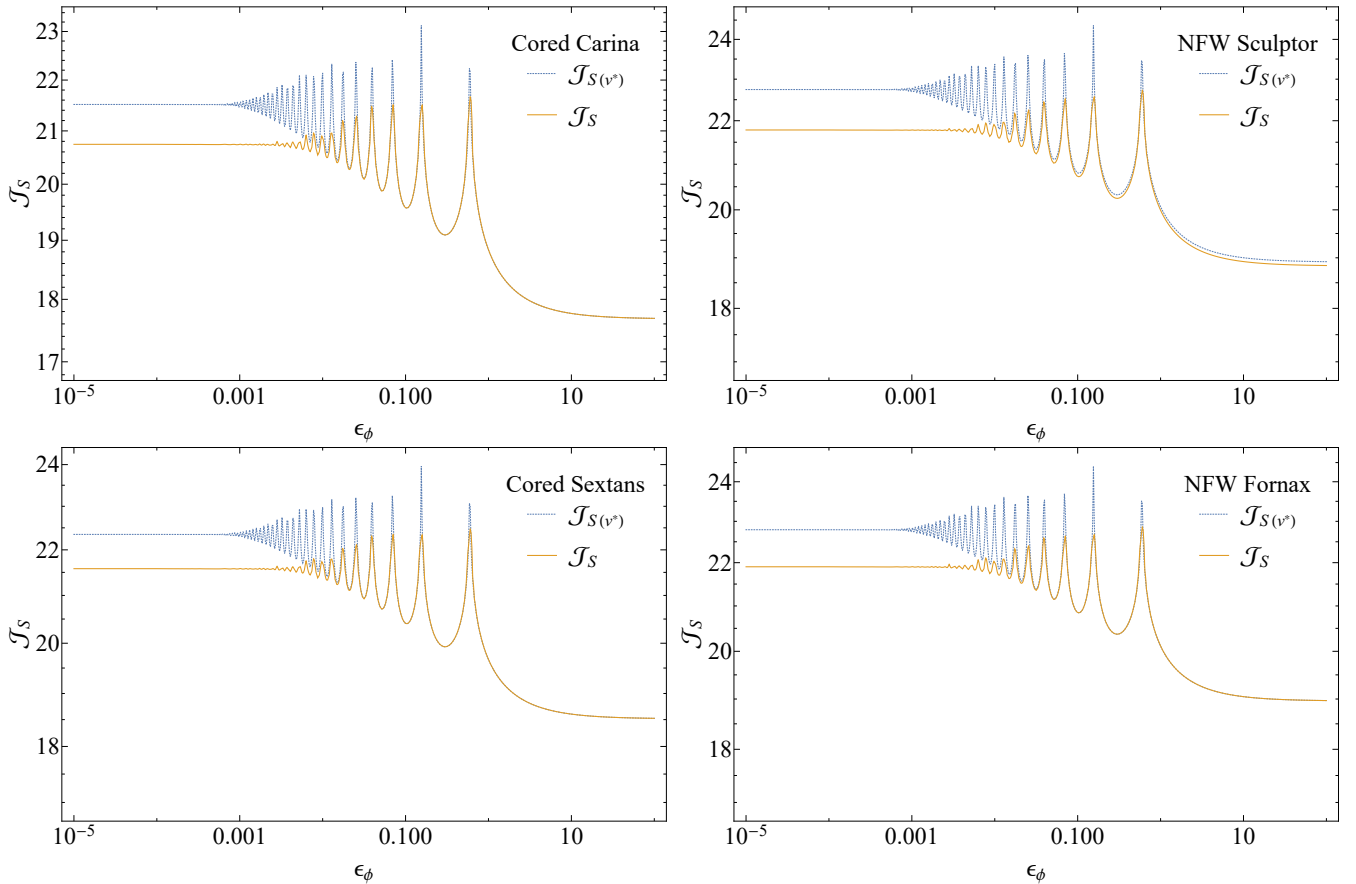 Cored Carina
𝒥S(v*)
𝒥S
23
22
21
20
19
18
17
𝒥S
10⁻⁵
0.001
0.100
10
ϵϕ
NFW Sculptor
𝒥S(v*)
𝒥S
24
22
20
18
𝒥S
10⁻⁵
0.001
0.100
10
ϵϕ
Cored Sextans
𝒥S(v*)
𝒥S
24
22
20
18
𝒥S
10⁻⁵
0.001
0.100
10
ϵϕ
NFW Fornax
𝒥S(v*)
𝒥S
24
22
20
18
𝒥S
10⁻⁵
0.001
0.100
10
ϵϕ